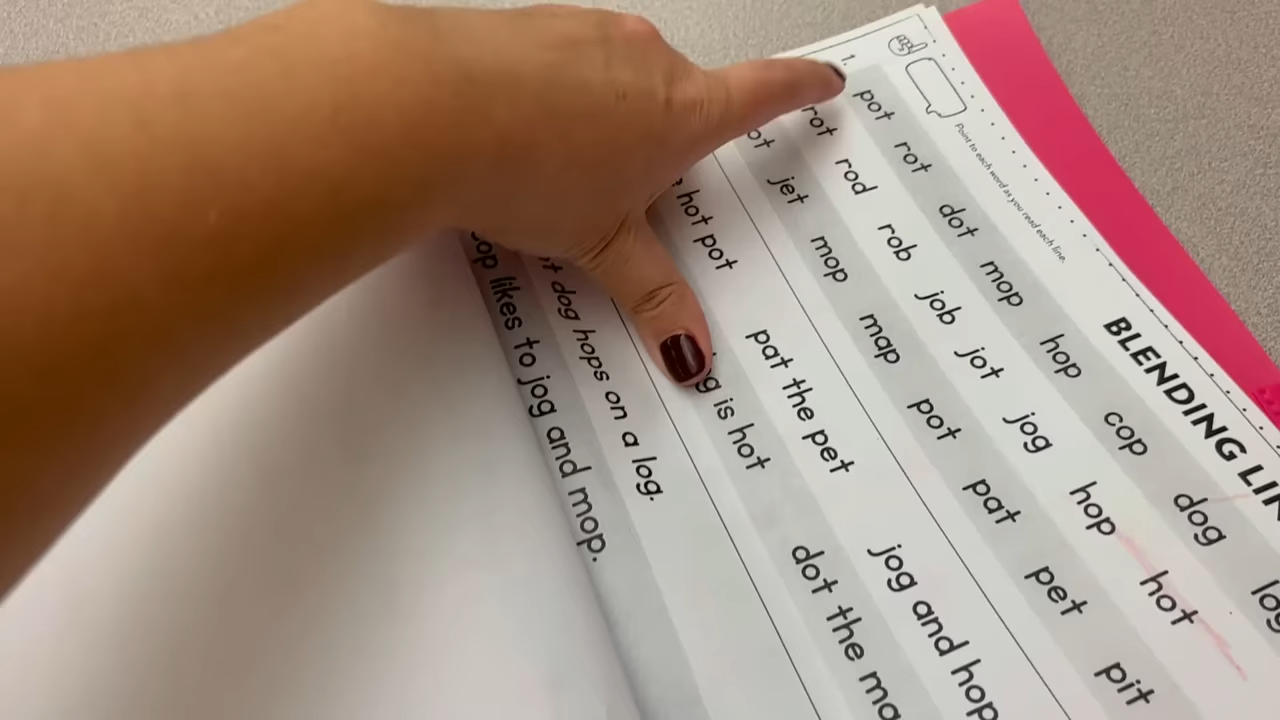 BLENDING
Point to each word as you read each line.
1. pot rot dot mop hop cop dog
rot rod rob job jot jog hop hot
jet mop map pot pat pet pit
hot pot pat the pet jog and hop
is hot dot the
dog hops on a log.
likes to jog and mop.